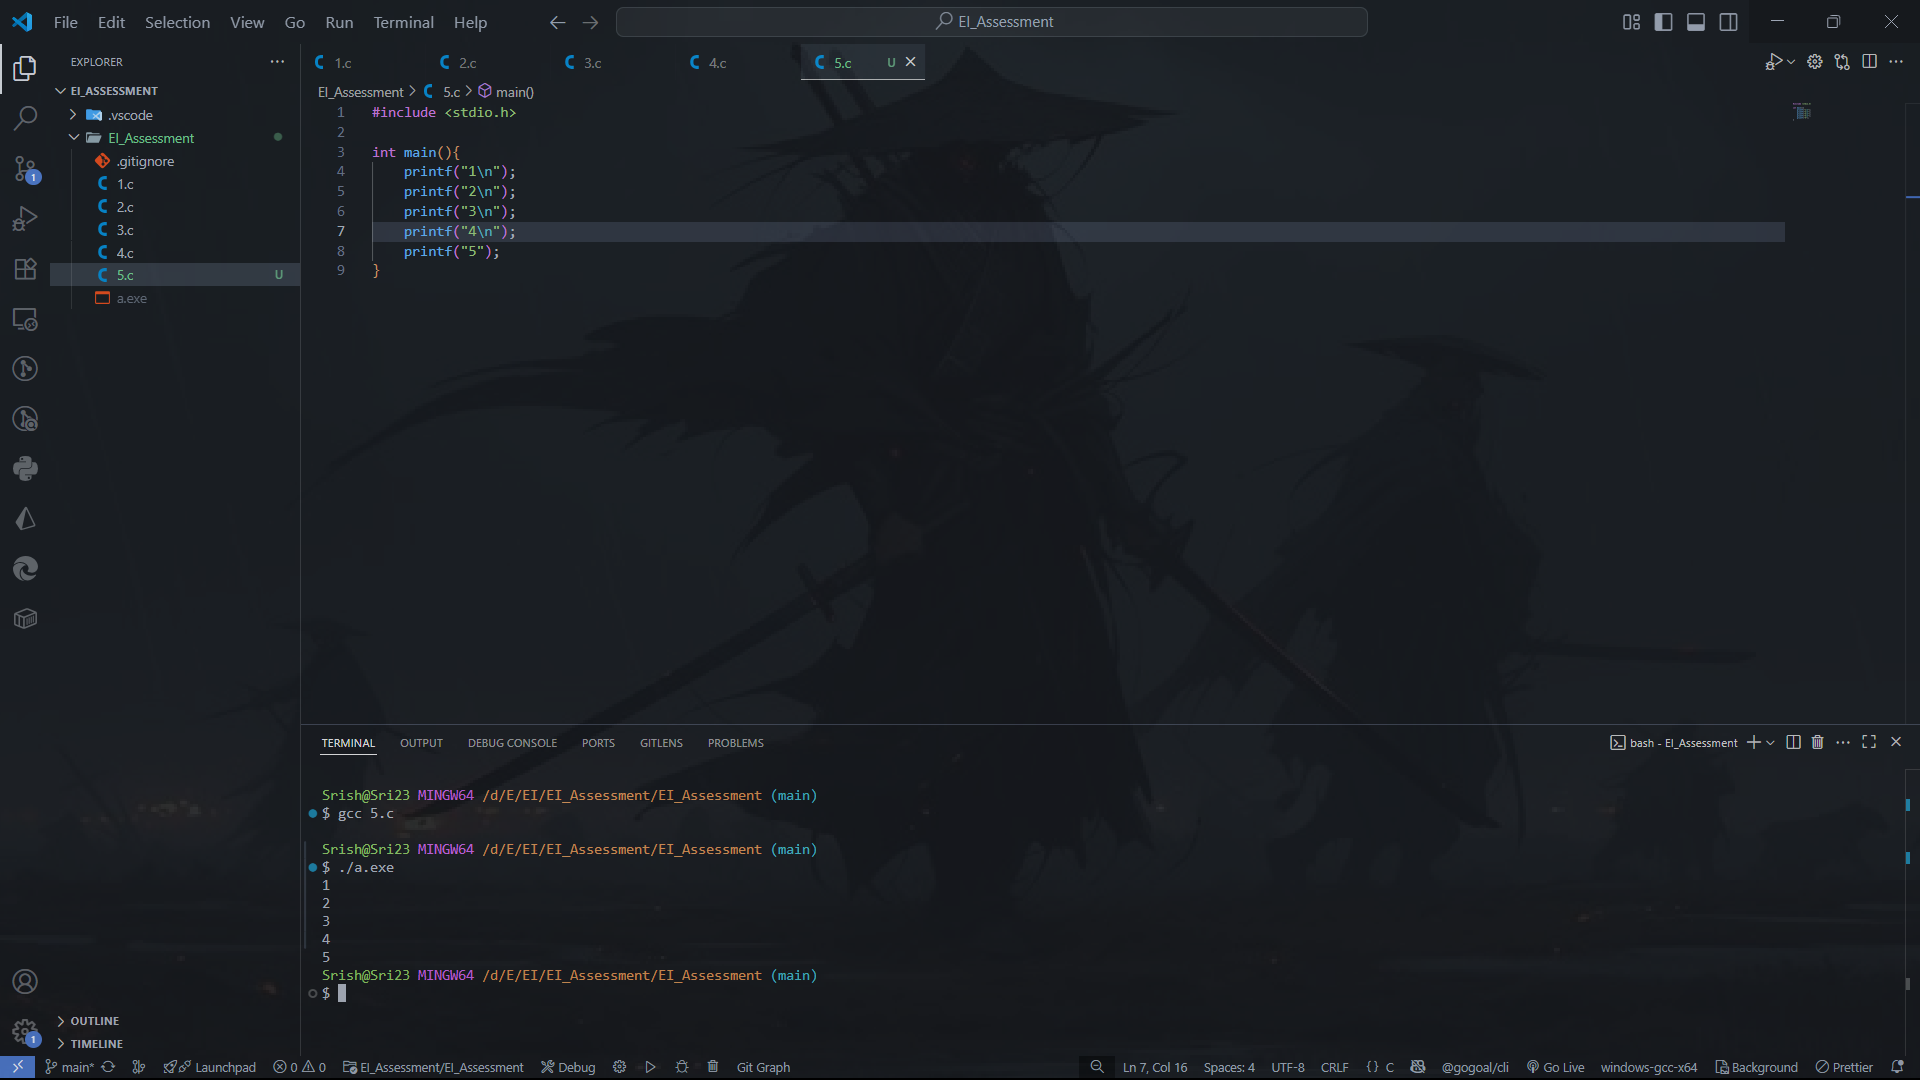 File Edit Selection View Go Run Terminal Help
EI_Assessment
EXPLORER
EI_ASSESSMENT
.vscode
EI_Assessment
.gitignore
1.c
2.c
3.c
4.c
5.c U
a.exe
OUTLINE
TIMELINE
1
1
1.c 2.c 3.c 4.c 5.c U
EI_Assessment > 5.c > main()
1 #include <stdio.h>
2
3 int main(){
4 printf("1\n");
5 printf("2\n");
6 printf("3\n");
7 printf("4\n");
8 printf("5");
9 }
TERMINAL OUTPUT DEBUG CONSOLE PORTS GITLENS PROBLEMS
bash - EI_Assessment
Srish@Sri23 MINGW64 /d/E/EI/EI_Assessment/EI_Assessment (main)
$ gcc 5.c
Srish@Sri23 MINGW64 /d/E/EI/EI_Assessment/EI_Assessment (main)
$ ./a.exe
1
2
3
4
5
Srish@Sri23 MINGW64 /d/E/EI/EI_Assessment/EI_Assessment (main)
$
main* Launchpad 0 0 EI_Assessment/EI_Assessment Debug Git Graph Ln 7, Col 16 Spaces: 4 UTF-8 CRLF {} C @gogoal/cli Go Live windows-gcc-x64 Background Prettier